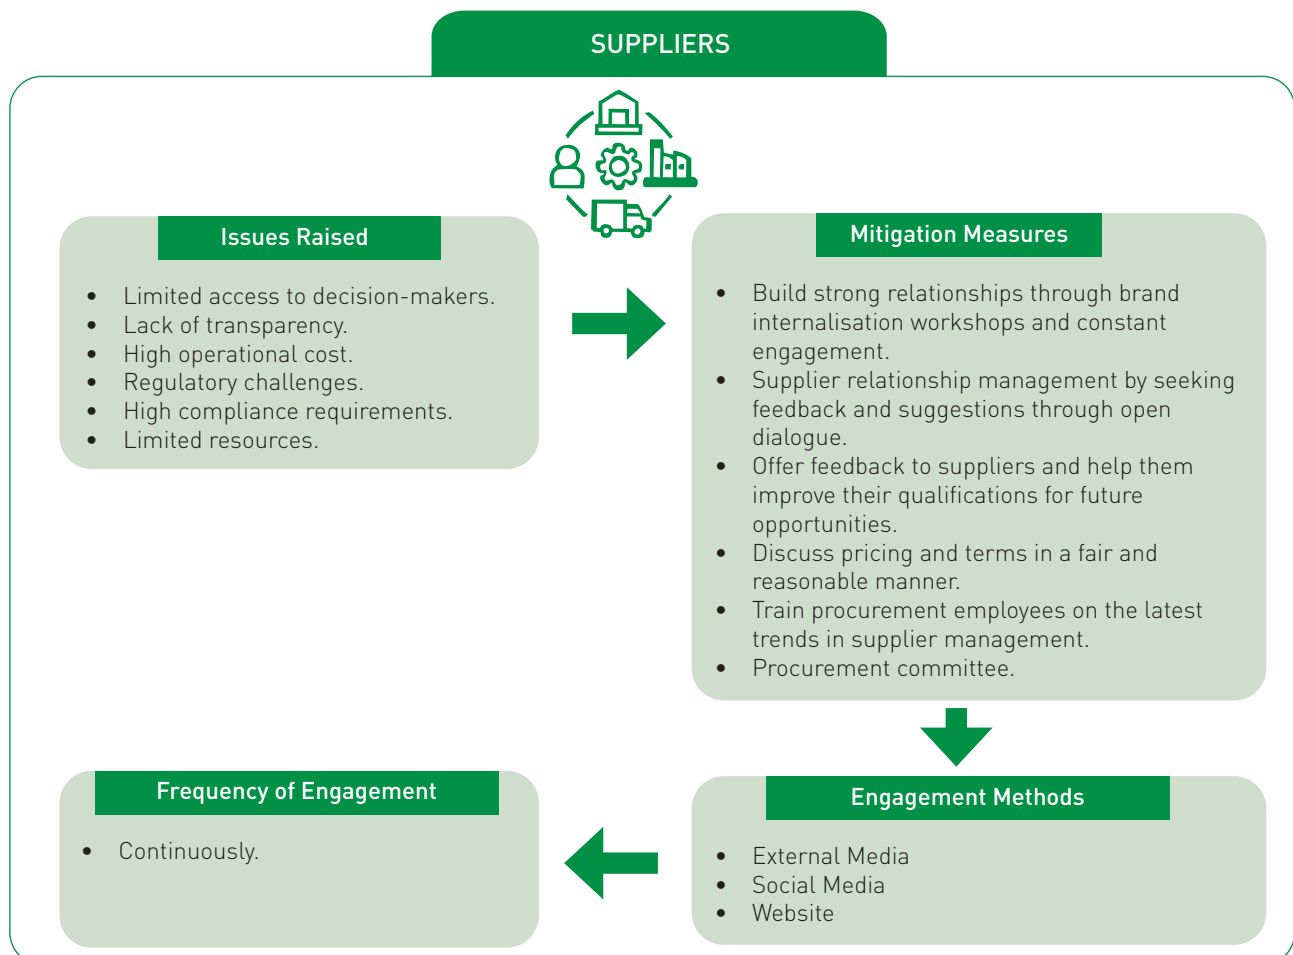 SUPPLIERS
Issues Raised
• Limited access to decision-makers.
• Lack of transparency.
• High operational cost.
• Regulatory challenges.
• High compliance requirements.
• Limited resources.
Mitigation Measures
• Build strong relationships through brand
internalisation workshops and constant
engagement.
• Supplier relationship management by seeking
feedback and suggestions through open
dialogue.
• Offer feedback to suppliers and help them
improve their qualifications for future
opportunities.
• Discuss pricing and terms in a fair and
reasonable manner.
• Train procurement employees on the latest
trends in supplier management.
• Procurement committee.
Engagement Methods
• External Media
• Social Media
• Website
Frequency of Engagement
• Continuously.